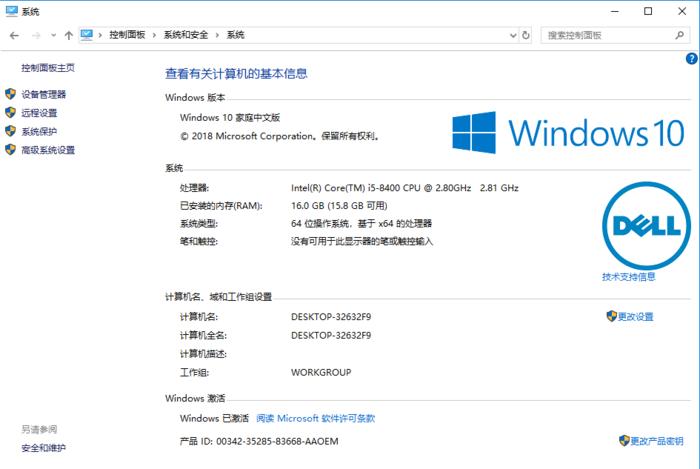 系统
控制面板 系统和安全 系统
搜索控制面板
控制面板主页
设备管理器
远程设置
系统保护
高级系统设置
另请参阅
安全和维护
查看有关计算机的基本信息
Windows 版本
Windows 10 家庭中文版
© 2018 Microsoft Corporation。保留所有权利。
Windows 10
系统
处理器: Intel(R) Core(TM) i5-8400 CPU @ 2.80GHz 2.81 GHz
已安装的内存(RAM): 16.0 GB (15.8 GB 可用)
系统类型: 64 位操作系统，基于 x64 的处理器
笔和触控: 没有可用于此显示器的笔或触控输入
DELL
技术支持信息
计算机名、域和工作组设置
计算机名: DESKTOP-32632F9
更改设置
计算机全名: DESKTOP-32632F9
计算机描述:
工作组: WORKGROUP
Windows 激活
Windows 已激活 阅读 Microsoft 软件许可条款
产品 ID: 00342-35285-83668-AAOEM
更改产品密钥